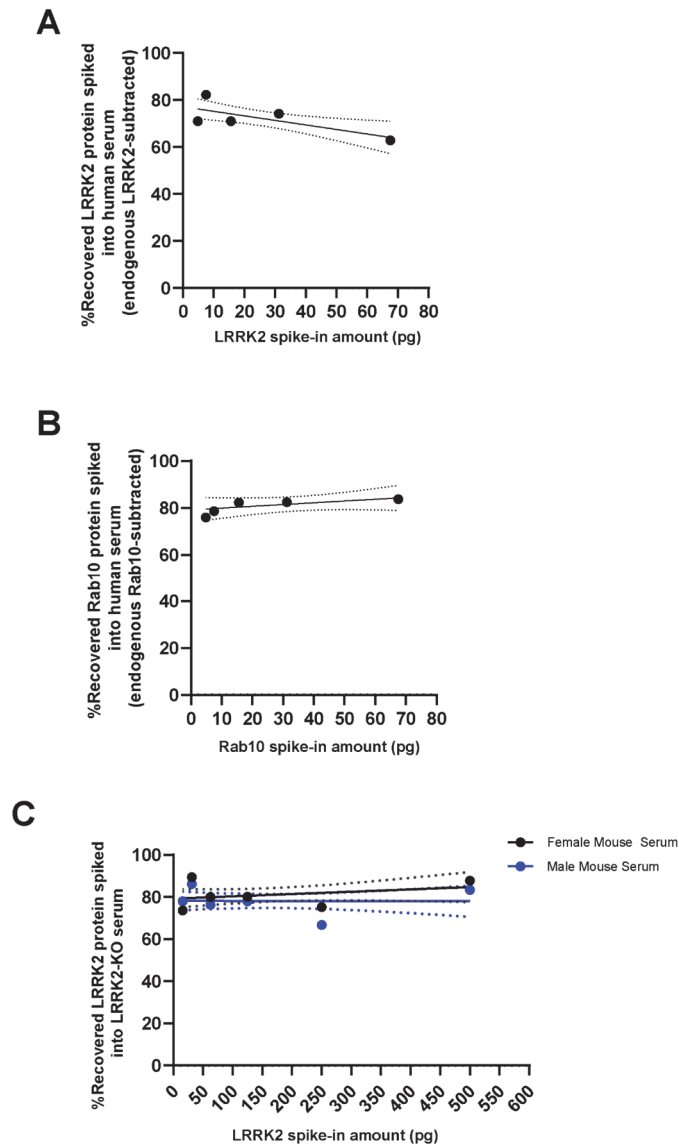 A
%Recovered LRRK2 protein spiked
into human serum
(endogenous LRRK2-subtracted)
100
80
60
40
20
0
0 10 20 30 40 50 60 70 80
LRRK2 spike-in amount (pg)
B
%Recovered Rab10 protein spiked
into human serum
(endogenous Rab10-subtracted)
100
80
60
40
20
0
0 10 20 30 40 50 60 70 80
Rab10 spike-in amount (pg)
C
Female Mouse Serum
Male Mouse Serum
%Recovered LRRK2 protein spiked
into LRRK2-KO serum
100
80
60
40
20
0
0 50 100 150 200 250 300 350 400 450 500 550 600
LRRK2 spike-in amount (pg)